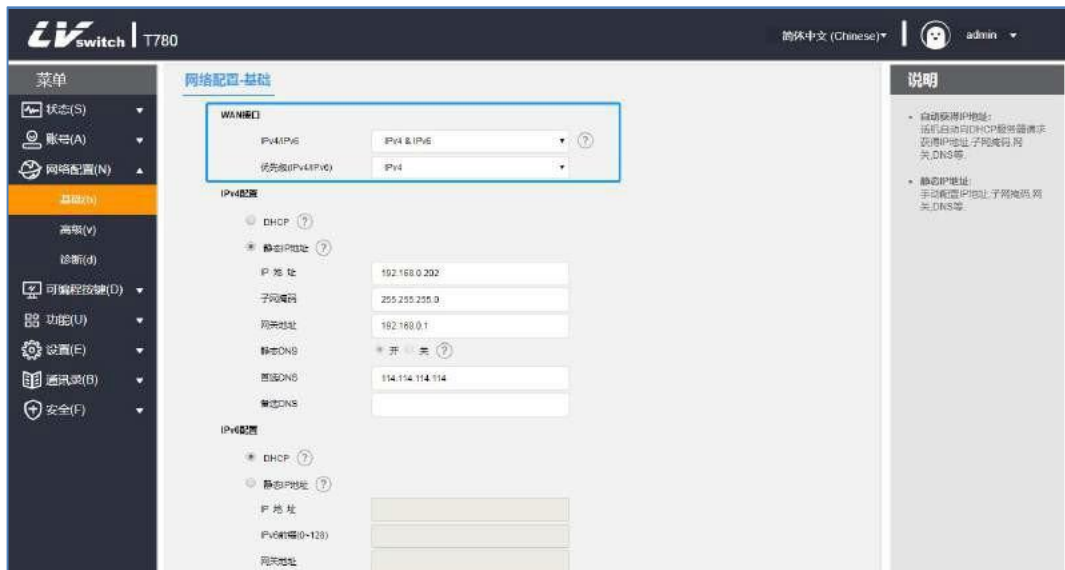 LVswitch T780
简体中文 (Chinese)
admin
菜单
状态(S)
账号(A)
网络配置(N)
基础(b)
高级(v)
诊断(d)
可编程按键(D)
功能(U)
设置(E)
通讯录(B)
安全(F)
网络配置-基础
WAN接口
IPv4/IPv6 IPv4 & IPv6 ?
优先级(IPv4/IPv6) IPv4
IPv4配置
DHCP ?
静态IP地址 ?
IP 地 址 192.168.0.202
子网掩码 255.255.255.0
网关地址 192.168.0.1
静态DNS 开 关 ?
首选DNS 114.114.114.114
备选DNS
IPv6配置
DHCP ?
静态IP地址 ?
IP 地 址
IPv6前缀(0~128)
网关地址
说明
自动获得IP地址:
话机自动向DHCP服务器请求
获得IP地址,子网掩码,网
关,DNS等.
静态IP地址:
手动配置IP地址,子网掩码,网
关,DNS等.